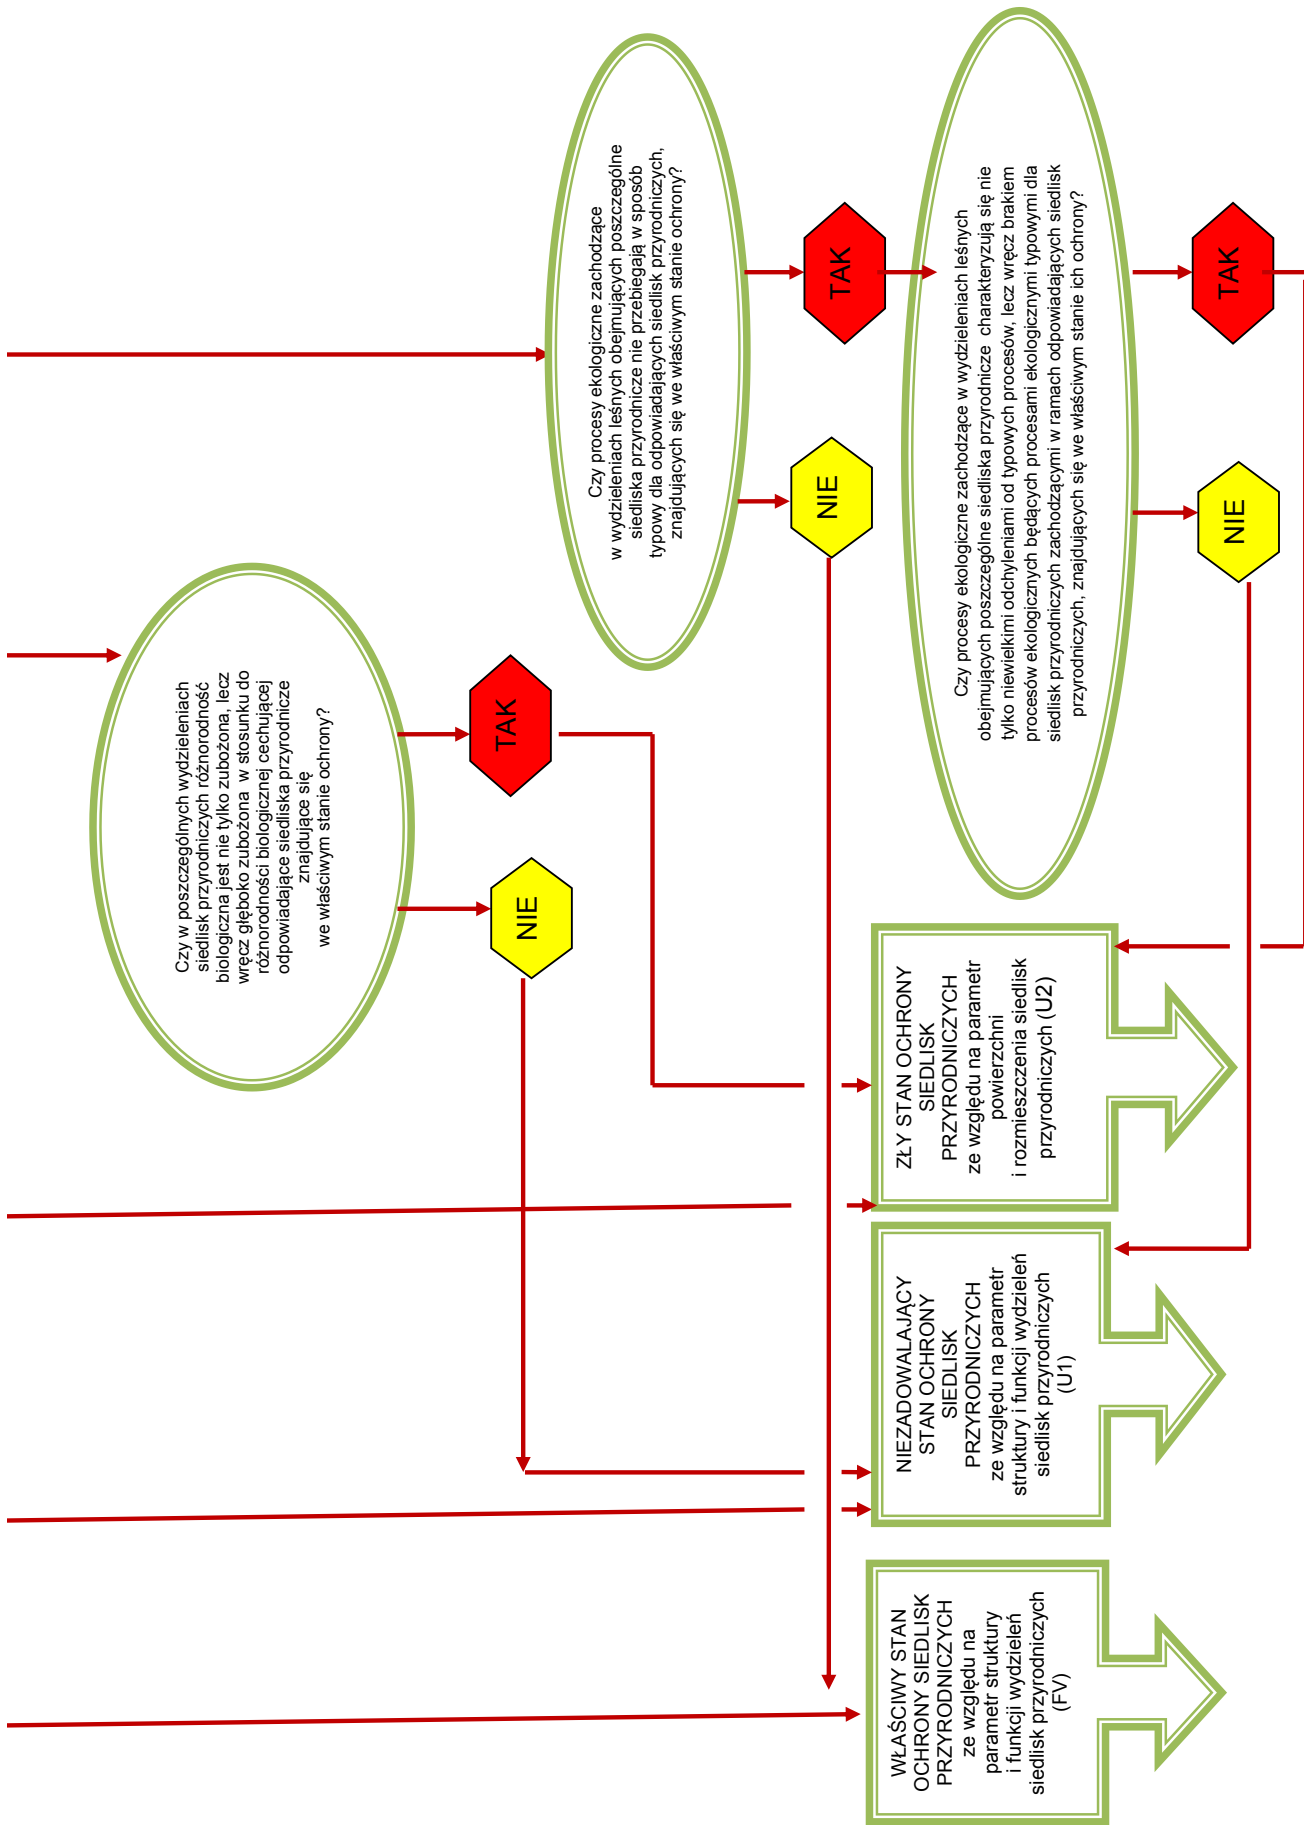 Czy w poszczególnych wydzieleniach
siedlisk przyrodniczych różnorodność
biologiczna jest nie tylko zubożona, lecz
wręcz głęboko zubożona w stosunku do
różnorodności biologicznej cechującej
odpowiadające siedliska przyrodnicze
znajdujące się
we właściwym stanie ochrony?
NIE
TAK
Czy procesy ekologiczne zachodzące
w wydzieleniach leśnych obejmujących poszczególne
siedliska przyrodnicze nie przebiegają w sposób
typowy dla odpowiadających siedlisk przyrodniczych,
znajdujących się we właściwym stanie ochrony?
NIE
TAK
Czy procesy ekologiczne zachodzące w wydzieleniach leśnych
obejmujących poszczególne siedliska przyrodnicze charakteryzują się nie
tylko niewielkimi odchyleniami od typowych procesów, lecz wręcz brakiem
procesów ekologicznych będących procesami ekologicznymi typowymi dla
siedlisk przyrodniczych zachodzącymi w ramach odpowiadających siedlisk
przyrodniczych, znajdujących się we właściwym stanie ich ochrony?
NIE
TAK
WŁAŚCIWY STAN
OCHRONY SIEDLISK
PRZYRODNICZYCH
ze względu na
parametr struktury
i funkcji wydzieleń
siedlisk przyrodniczych
(FV)
NIEZADOWALAJĄCY
STAN OCHRONY
SIEDLISK
PRZYRODNICZYCH
ze względu na parametr
struktury i funkcji wydzieleń
siedlisk przyrodniczych
(U1)
ZŁY STAN OCHRONY
SIEDLISK
PRZYRODNICZYCH
ze względu na parametr
powierzchni
i rozmieszczenia siedlisk
przyrodniczych (U2)